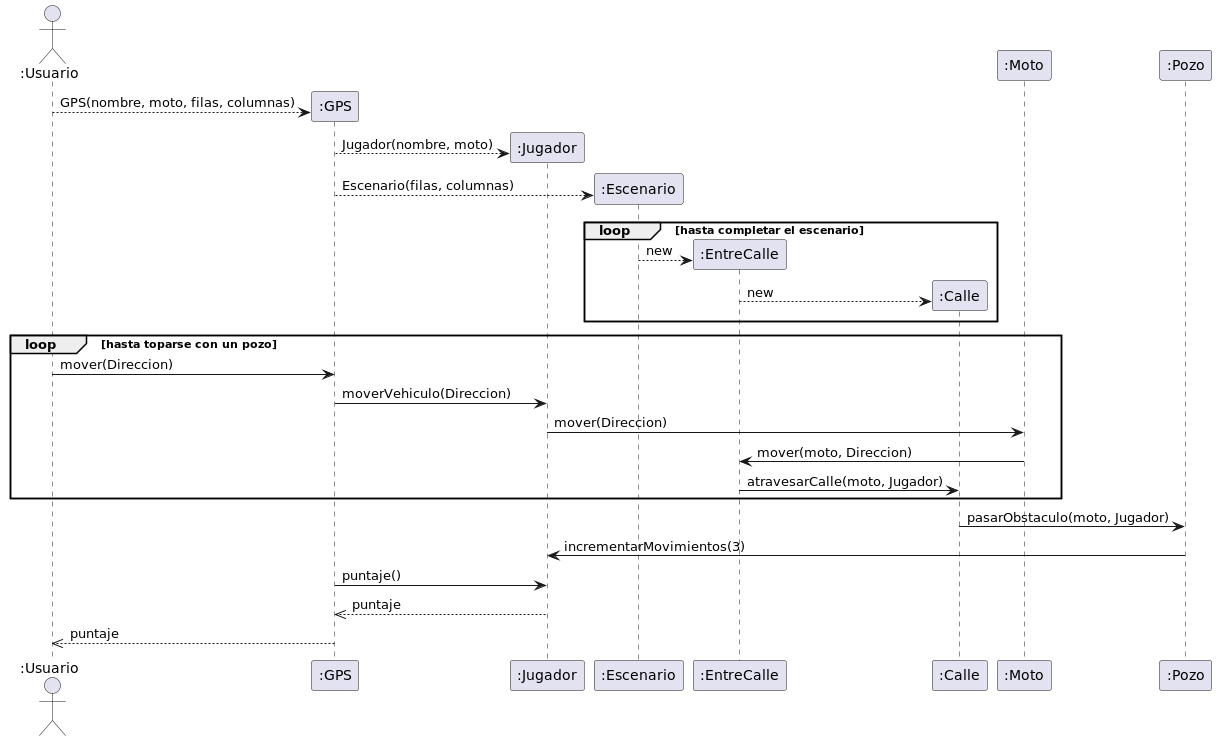 :Usuario
:Moto
:Pozo
GPS(nombre, moto, filas, columnas)
:GPS
Jugador(nombre, moto)
:Jugador
Escenario(filas, columnas)
:Escenario
loop
[hasta completar el escenario]
new
:EntreCalle
new
:Calle
loop
[hasta toparse con un pozo]
mover(Direccion)
moverVehiculo(Direccion)
mover(Direccion)
mover(moto, Direccion)
atravesarCalle(moto, Jugador)
pasarObstaculo(moto, Jugador)
incrementarMovimientos(3)
puntaje()
puntaje
puntaje
:Usuario
:GPS
:Jugador
:Escenario
:EntreCalle
:Calle
:Moto
:Pozo